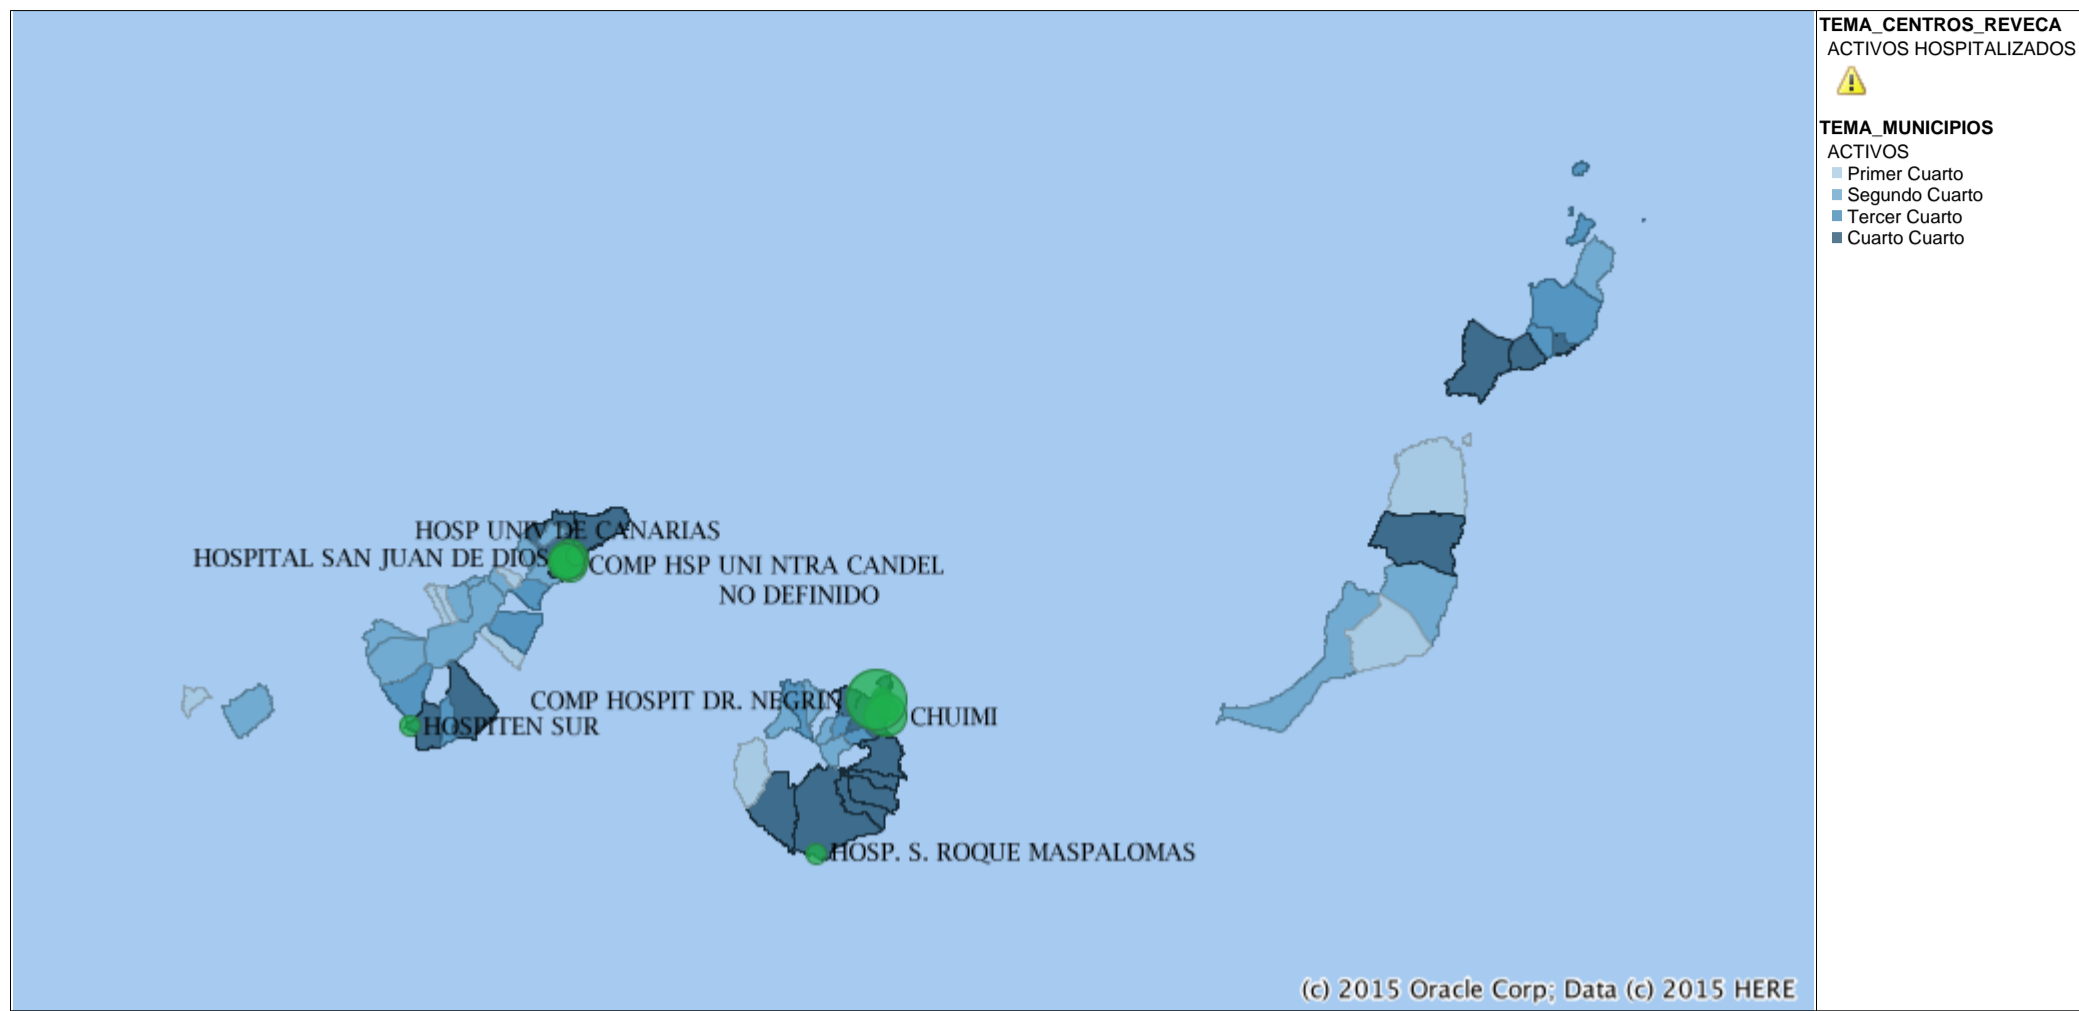 TEMA_CENTROS_REVECA
ACTIVOS HOSPITALIZADOS
TEMA_MUNICIPIOS
ACTIVOS
Primer Cuarto
Segundo Cuarto
Tercer Cuarto
Cuarto Cuarto
HOSP UNIV DE CANARIAS
HOSPITAL SAN JUAN DE DIOS
COMP HSP UNI NTRA CANDEL
NO DEFINIDO
COMP HOSPIT DR. NEGRIN
CHUIMI
HOSPITEN SUR
HOSP. S. ROQUE MASPALOMAS
(c) 2015 Oracle Corp; Data (c) 2015 HERE